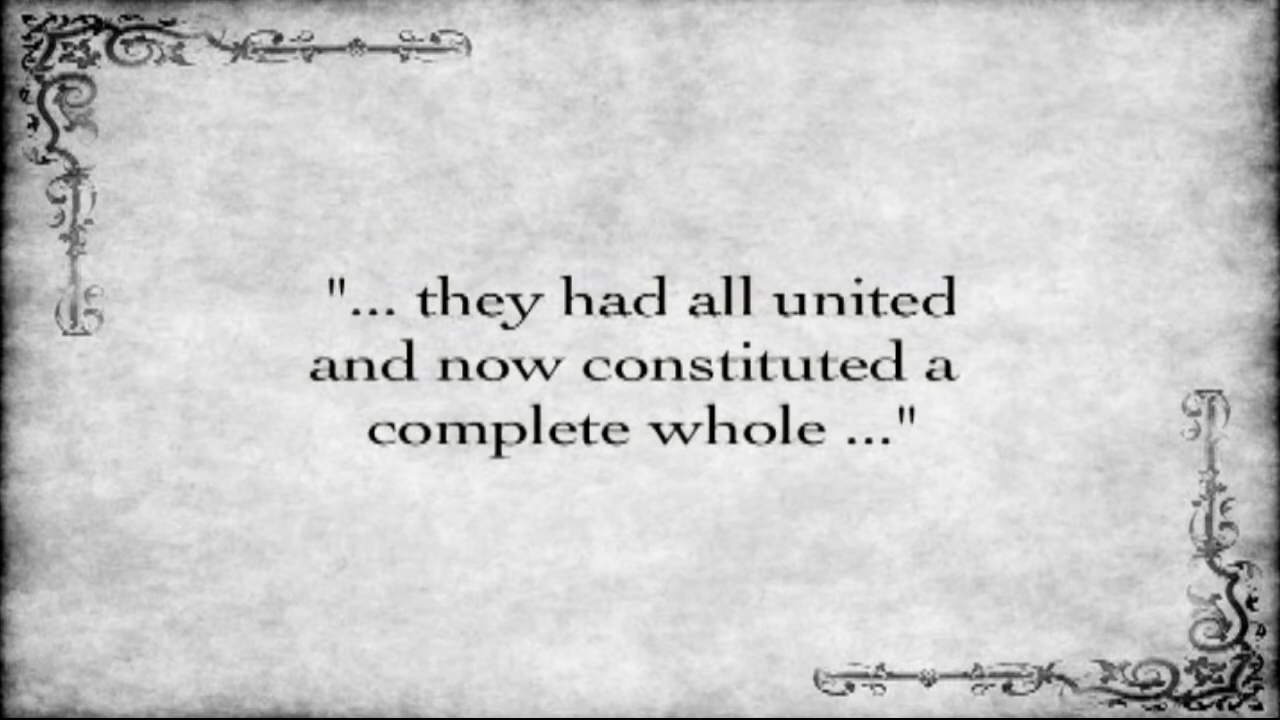 "... they had all united
and now constituted a
complete whole ..."